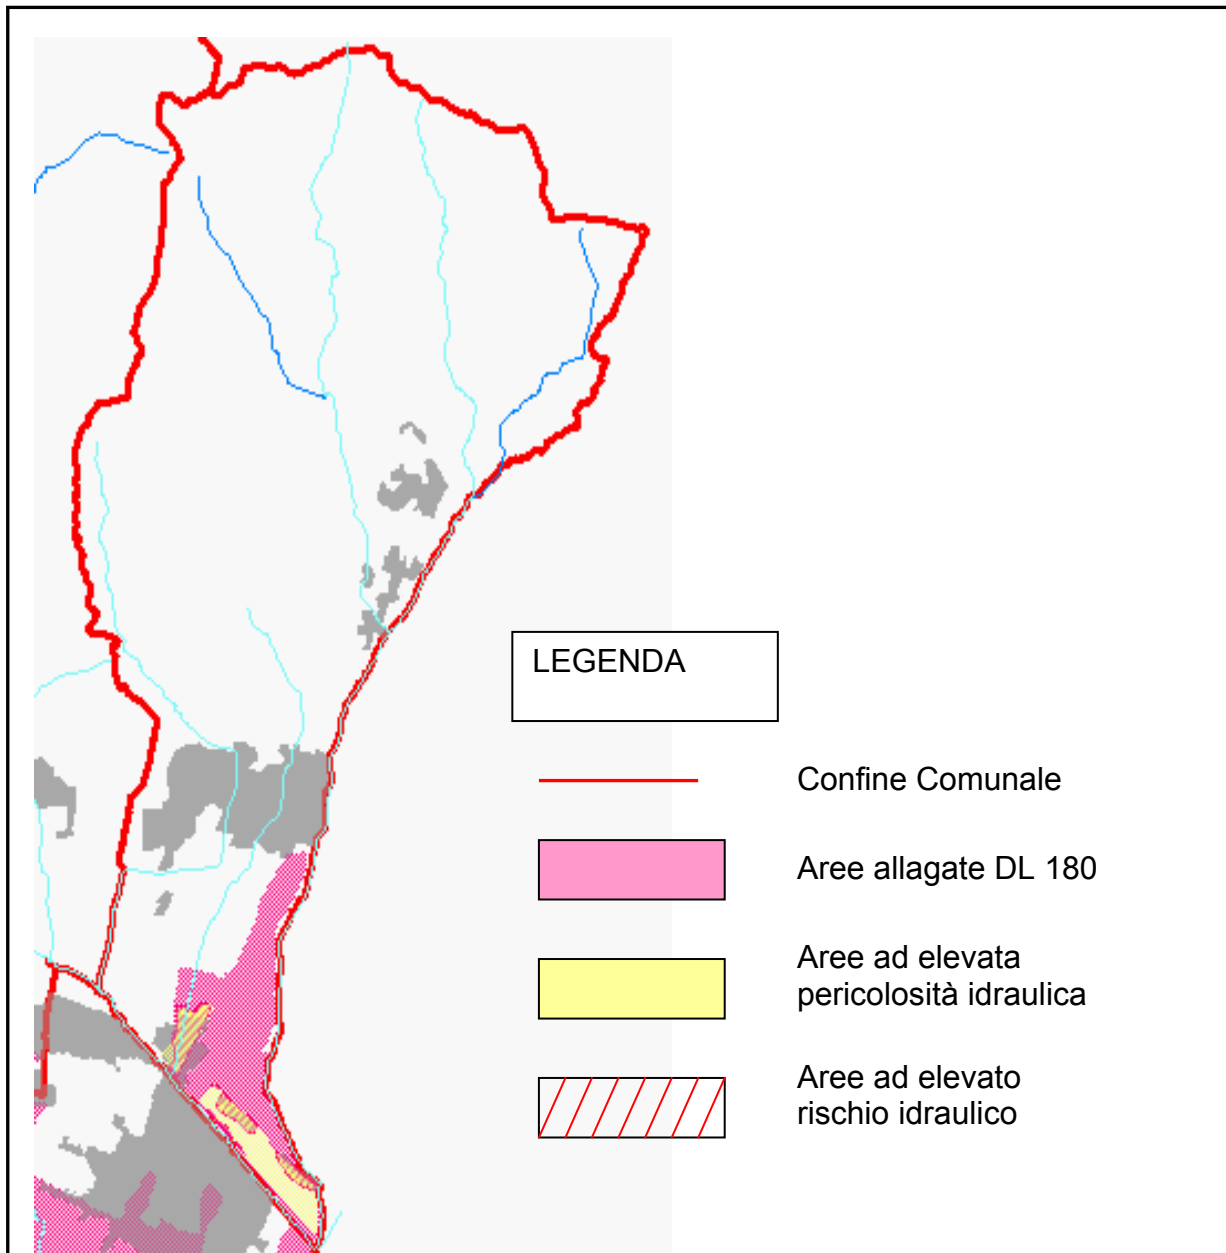 LEGENDA
Confine Comunale
Aree allagate DL 180
Aree ad elevata
pericolosità idraulica
Aree ad elevato
rischio idraulico